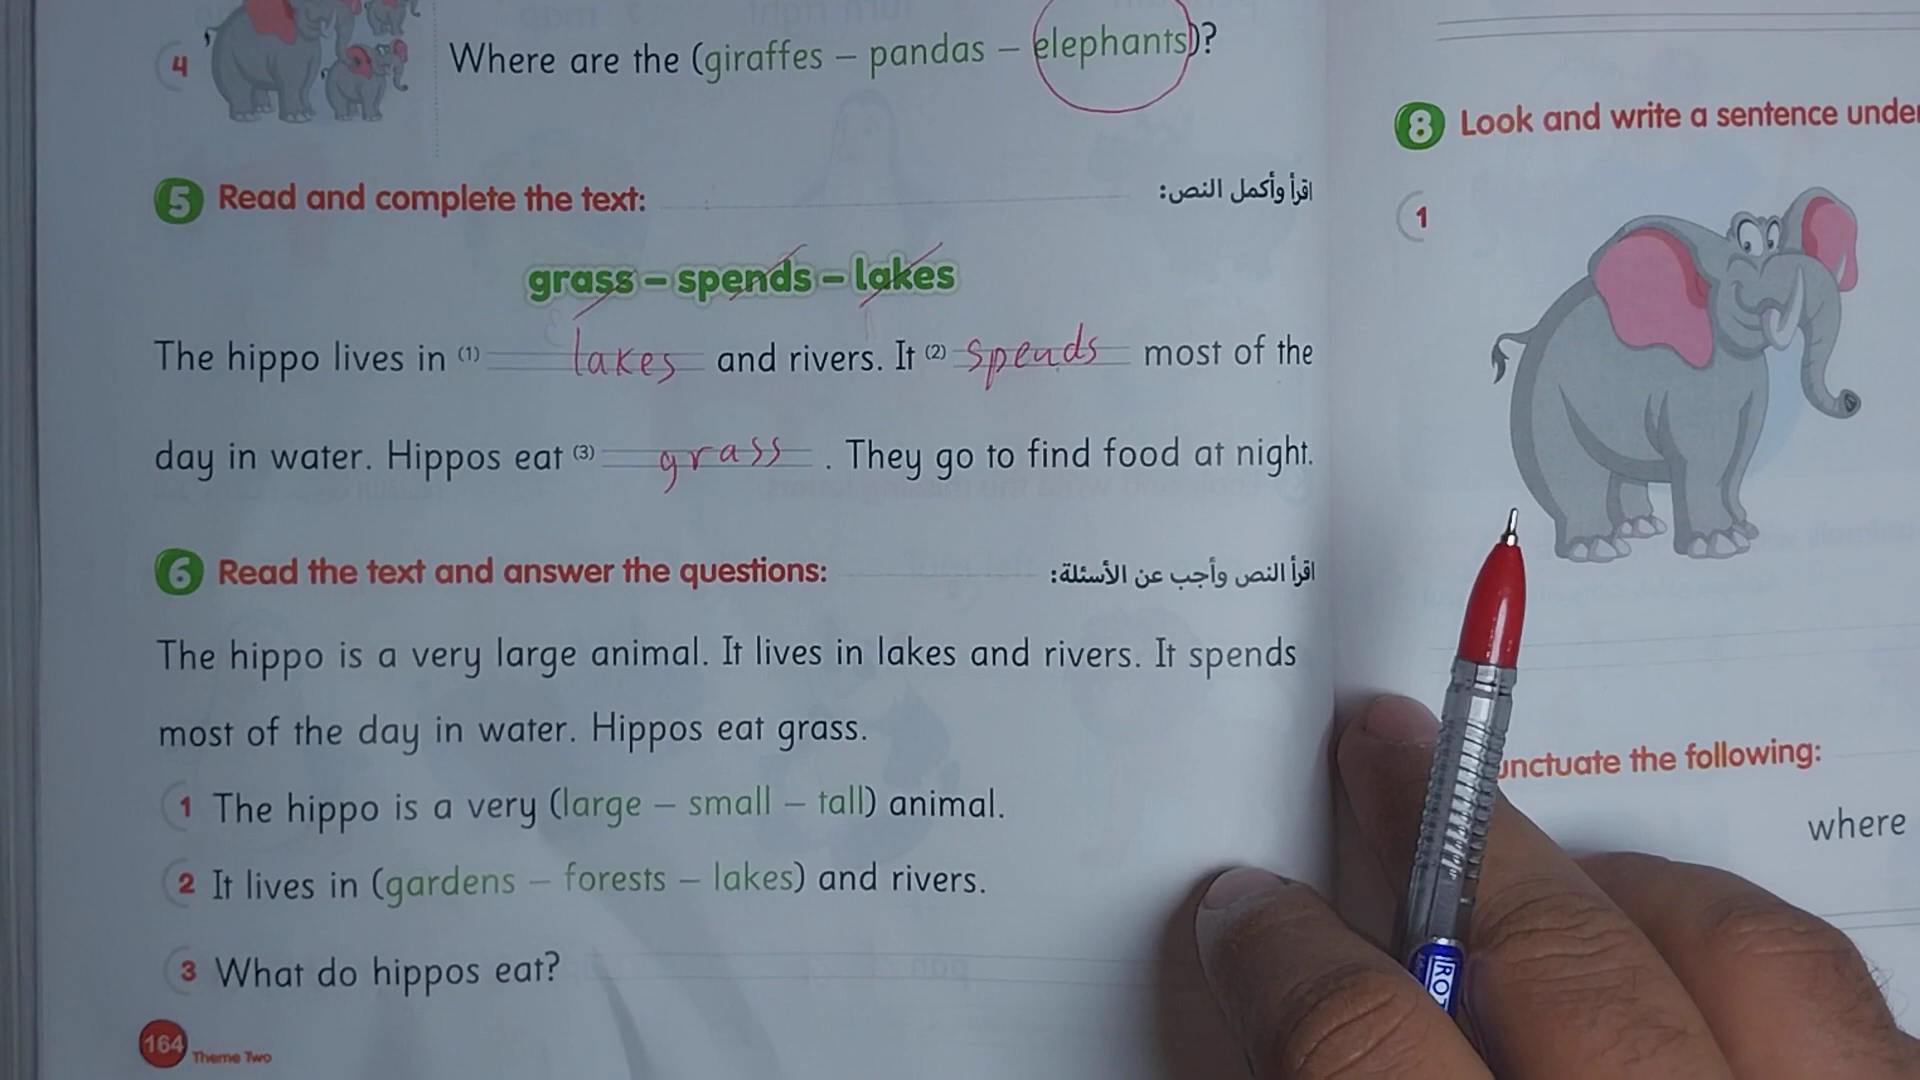 4 Where are the (giraffes – pandas – elephants)?
5 Read and complete the text: اقرأ وأكمل النص:
grass – spends – lakes
The hippo lives in (1) lakes and rivers. It (2) spends most of the
day in water. Hippos eat (3) grass . They go to find food at night.
6 Read the text and answer the questions: اقرأ النص وأجب عن الأسئلة:
The hippo is a very large animal. It lives in lakes and rivers. It spends
most of the day in water. Hippos eat grass.
1 The hippo is a very (large – small – tall) animal.
2 It lives in (gardens – forests – lakes) and rivers.
3 What do hippos eat?
164 Theme Two
8 Look and write a sentence under
1
unctuate the following:
where
ROT